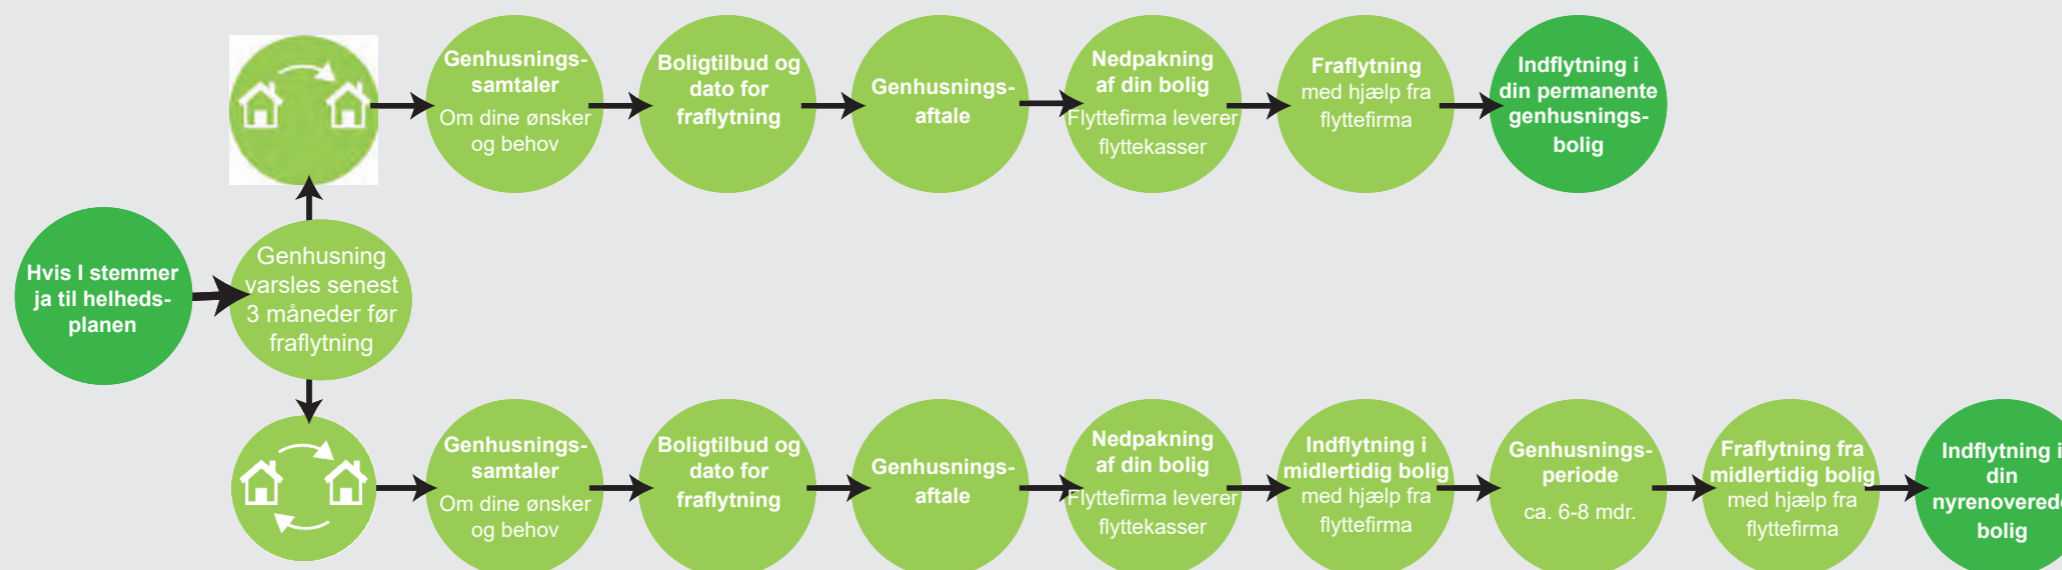 Hvis I stemmer
ja til helheds-
planen
Genhusning
varsles senest
3 måneder før
fraflytning
Genhusnings-
samtaler
Om dine ønsker
og behov
Boligtilbud og
dato for
fraflytning
Genhusnings-
aftale
Nedpakning
af din bolig
Flyttefirma leverer
flyttekasser
Fraflytning
med hjælp fra
flyttefirma
Indflytning i
din permanente
genhusnings-
bolig
Genhusnings-
samtaler
Om dine ønsker
og behov
Boligtilbud og
dato for
fraflytning
Genhusnings-
aftale
Nedpakning
af din bolig
Flyttefirma leverer
flyttekasser
Indflytning i
midlertidig bolig
med hjælp fra
flyttefirma
Genhusnings-
periode
ca. 6-8 mdr.
Fraflytning fra
midlertidig bolig
med hjælp fra
flyttefirma
Indflytning i
din
nyrenoverede
bolig